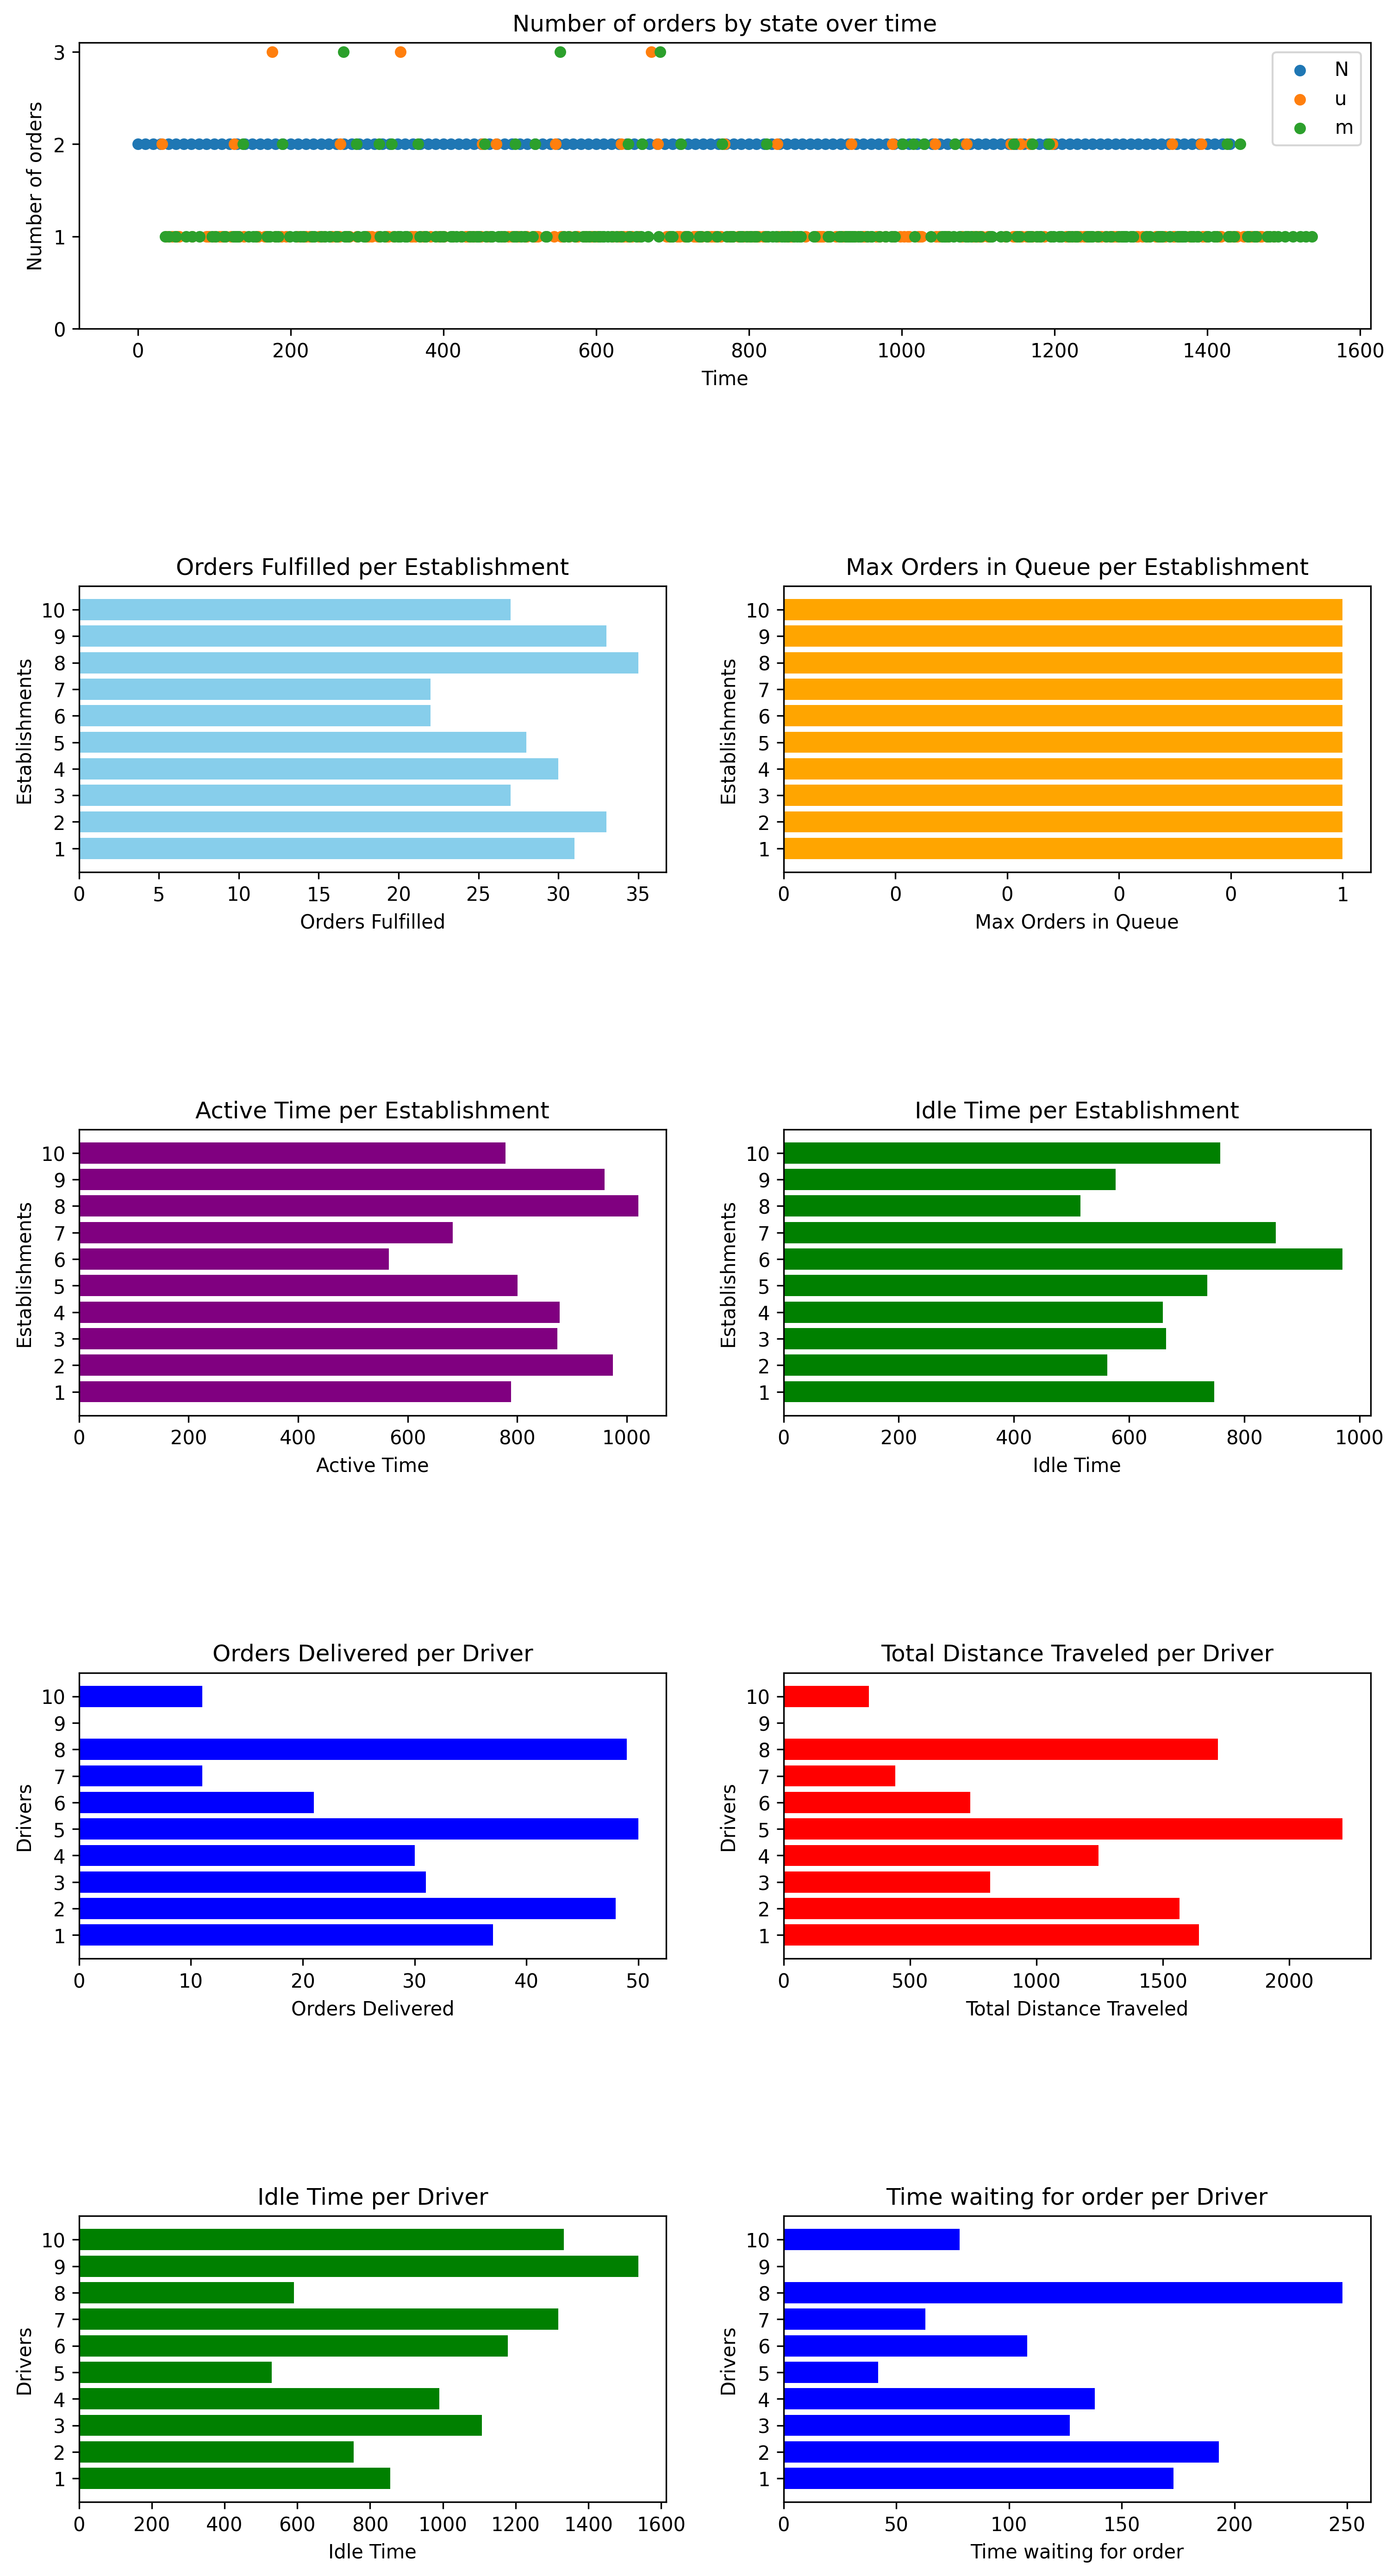 Number of orders by state over time
Number of orders
3
2
1
0
N
u
m
0 200 400 600 800 1000 1200 1400 1600
Time
Orders Fulfilled per Establishment
Establishments
10
9
8
7
6
5
4
3
2
1
0 5 10 15 20 25 30 35
Orders Fulfilled
Max Orders in Queue per Establishment
Establishments
10
9
8
7
6
5
4
3
2
1
0 0 0 0 0 1
Max Orders in Queue
Active Time per Establishment
Establishments
10
9
8
7
6
5
4
3
2
1
0 200 400 600 800 1000
Active Time
Idle Time per Establishment
Establishments
10
9
8
7
6
5
4
3
2
1
0 200 400 600 800 1000
Idle Time
Orders Delivered per Driver
Drivers
10
9
8
7
6
5
4
3
2
1
0 10 20 30 40 50
Orders Delivered
Total Distance Traveled per Driver
Drivers
10
9
8
7
6
5
4
3
2
1
0 500 1000 1500 2000
Total Distance Traveled
Idle Time per Driver
Drivers
10
9
8
7
6
5
4
3
2
1
0 200 400 600 800 1000 1200 1400 1600
Idle Time
Time waiting for order per Driver
Drivers
10
9
8
7
6
5
4
3
2
1
0 50 100 150 200 250
Time waiting for order